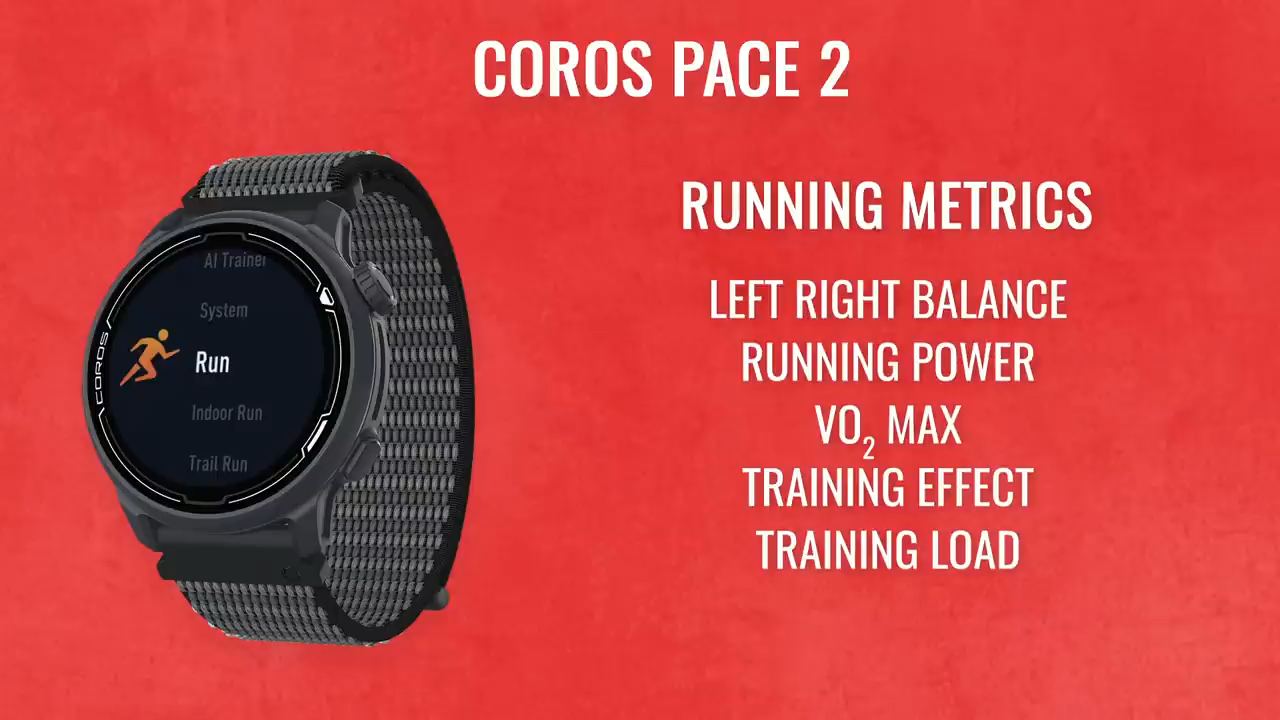 COROS PACE 2
RUNNING METRICS
LEFT RIGHT BALANCE
RUNNING POWER
VO₂ MAX
TRAINING EFFECT
TRAINING LOAD
AI Trainer
System
Run
Indoor Run
Trail Run
COROS